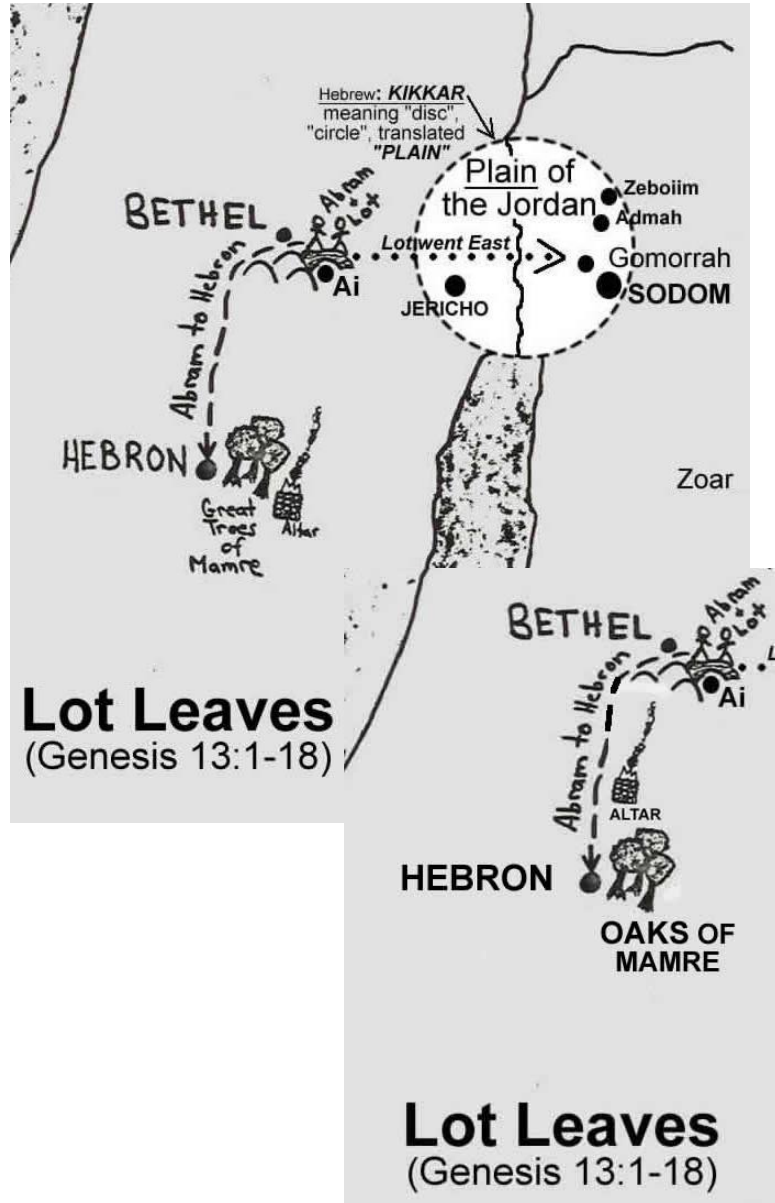 Hebrew: KIKKAR
meaning "disc",
"circle", translated
"PLAIN"
Plain of
the Jordan
Zeboiim
Admah
Gomorrah
SODOM
JERICHO
Lot went East
Abram
& Lot
BETHEL
Ai
Abram to Hebron
HEBRON
Great
Trees
of
Mamre
Altar
Zoar
Lot Leaves
(Genesis 13:1-18)
Abram
& Lot
BETHEL
L
Ai
Abram to Hebron
ALTAR
HEBRON
OAKS OF
MAMRE
Lot Leaves
(Genesis 13:1-18)